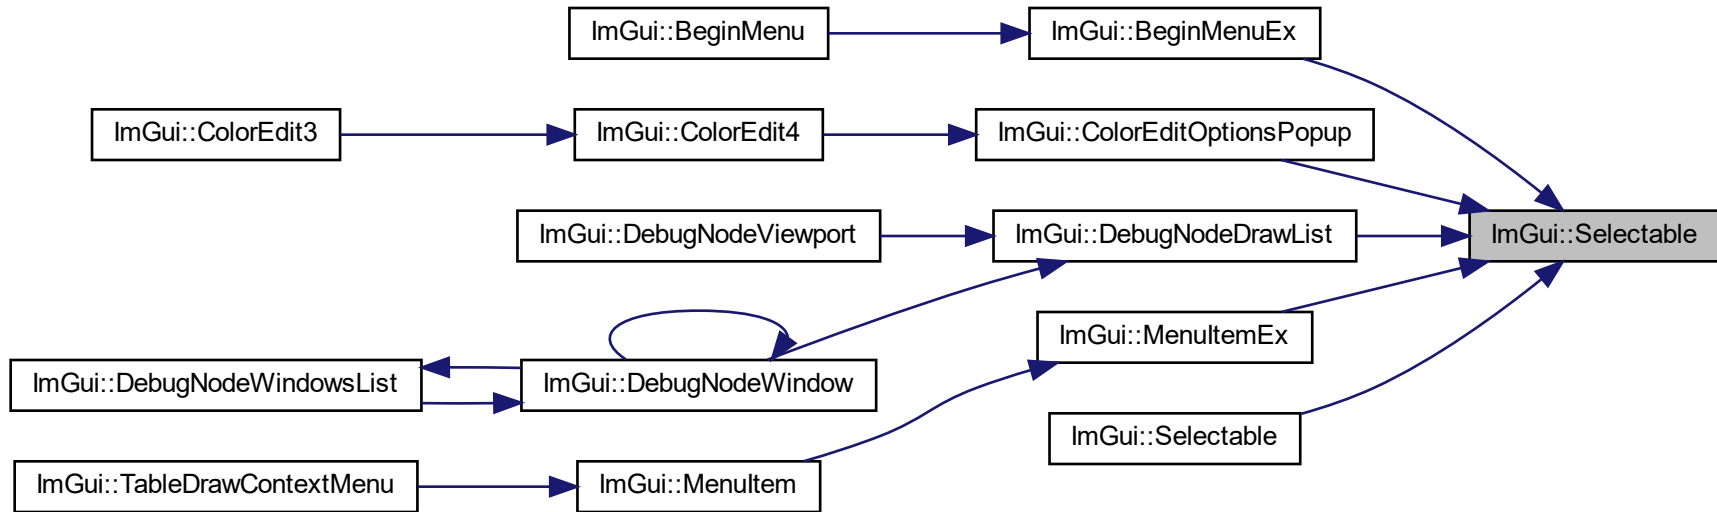 ImGui::BeginMenu
ImGui::BeginMenuEx
ImGui::ColorEdit3
ImGui::ColorEdit4
ImGui::ColorEditOptionsPopup
ImGui::DebugNodeViewport
ImGui::DebugNodeDrawList
ImGui::Selectable
ImGui::MenuItemEx
ImGui::DebugNodeWindowsList
ImGui::DebugNodeWindow
ImGui::Selectable
ImGui::TableDrawContextMenu
ImGui::MenuItem